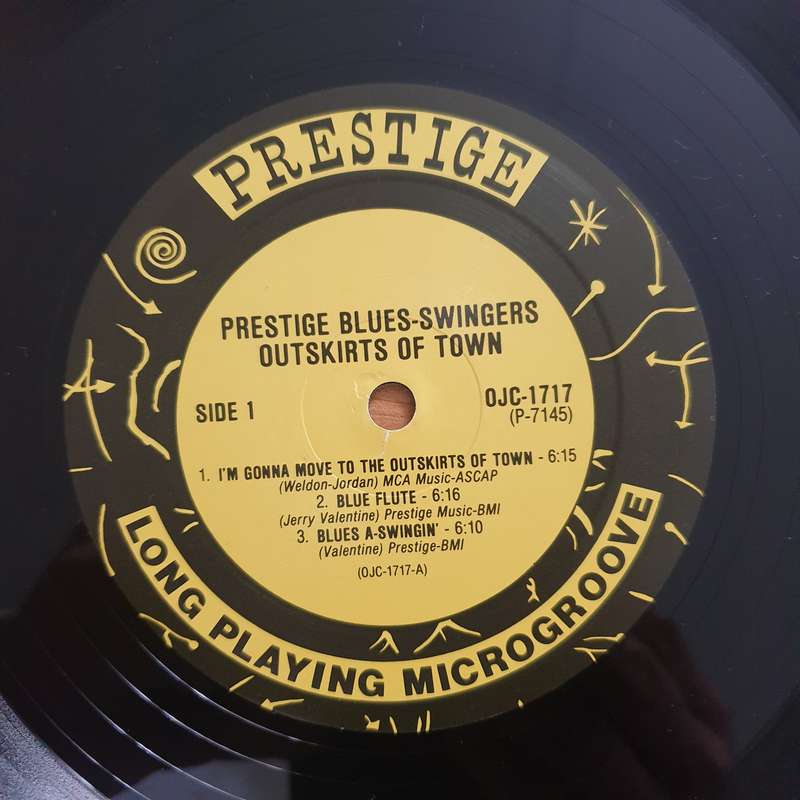 PRESTIGE
PRESTIGE BLUES-SWINGERS
OUTSKIRTS OF TOWN
SIDE 1
OJC-1717
(P-7145)
1. I'M GONNA MOVE TO THE OUTSKIRTS OF TOWN - 6:15
(Weldon-Jordan) MCA Music-ASCAP
2. BLUE FLUTE - 6:16
(Jerry Valentine) Prestige Music-BMI
3. BLUES A-SWINGIN' - 6:10
(Valentine) Prestige-BMI
(OJC-1717-A)
LONG PLAYING MICROGROOVE